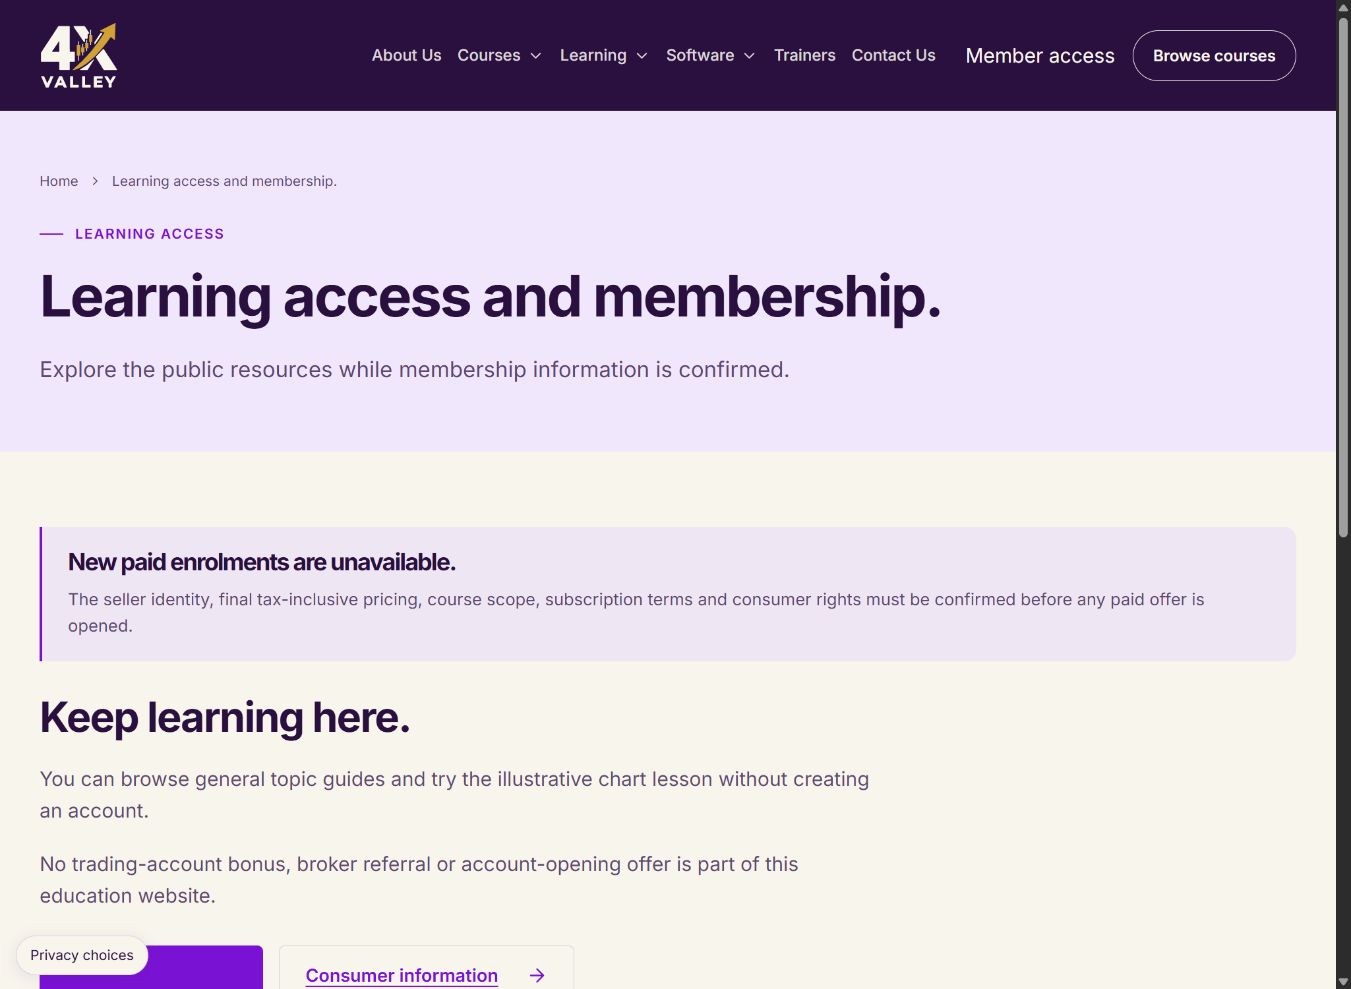 4X
VALLEY
About Us
Courses
Learning
Software
Trainers
Contact Us
Member access
Browse courses
Home > Learning access and membership.
LEARNING ACCESS
Learning access and membership.
Explore the public resources while membership information is confirmed.
New paid enrolments are unavailable.
The seller identity, final tax-inclusive pricing, course scope, subscription terms and consumer rights must be confirmed before any paid offer is
opened.
Keep learning here.
You can browse general topic guides and try the illustrative chart lesson without creating
an account.
No trading-account bonus, broker referral or account-opening offer is part of this
education website.
Privacy choices
Consumer information →